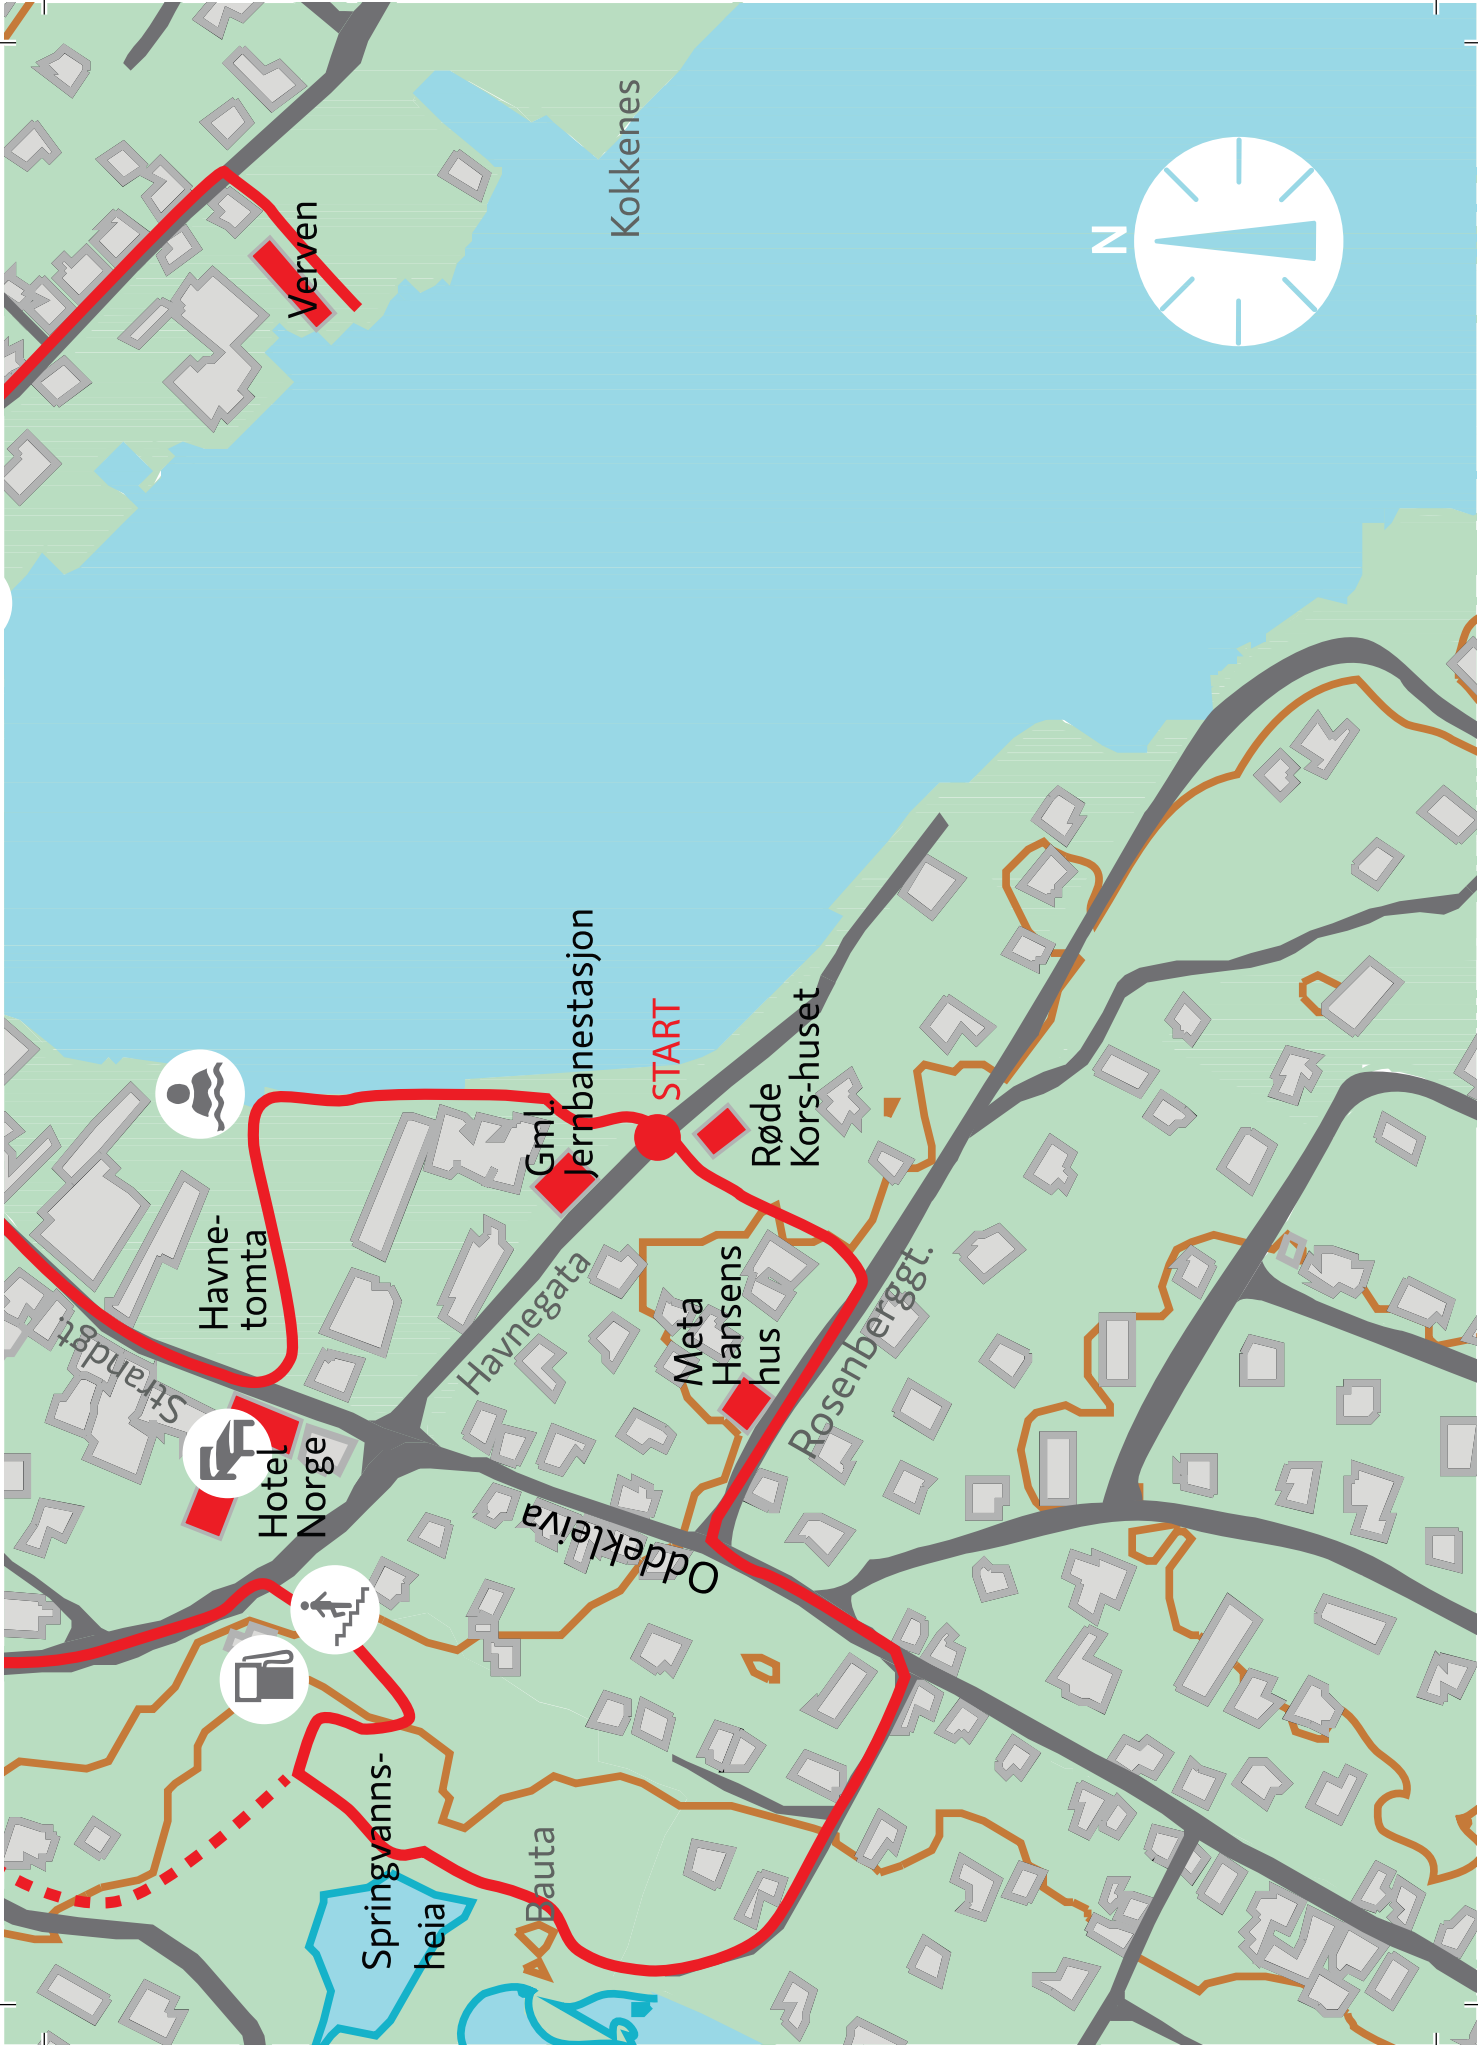 Kokkenes
N
Verven
Gml.
Jernbanestasjon
START
Røde
Kors-huset
Havne-
tomta
Strandgt.
Havnegata
Meta
Hansens
hus
Rosenberggt.
Hotel
Norge
Oddekleiva
Springvanns-
heia
Bauta